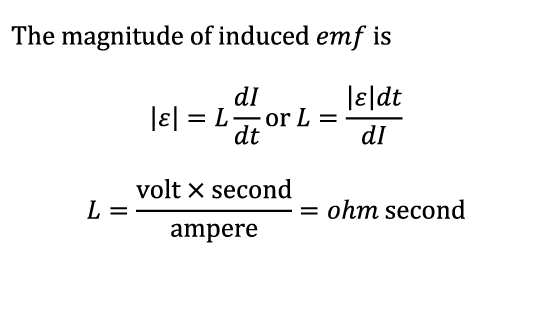 The magnitude of induced emf is
|ε| = L dI/dt or L = |ε|dt/dI
L = volt × second/ampere = ohm second